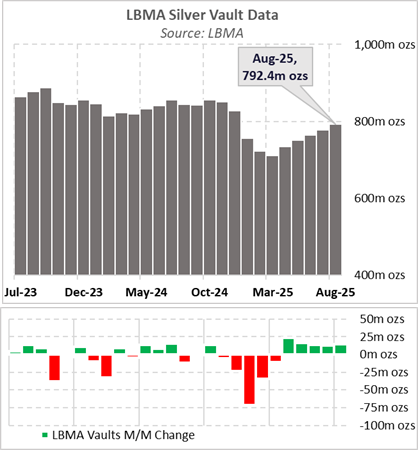 LBMA Silver Vault Data
Source: LBMA
1,000m ozs
Aug-25,
792.4m ozs
800m ozs
600m ozs
400m ozs
Jul-23 Dec-23 May-24 Oct-24 Mar-25 Aug-25
50m ozs
25m ozs
0m ozs
-25m ozs
-50m ozs
-75m ozs
-100m ozs
LBMA Vaults M/M Change